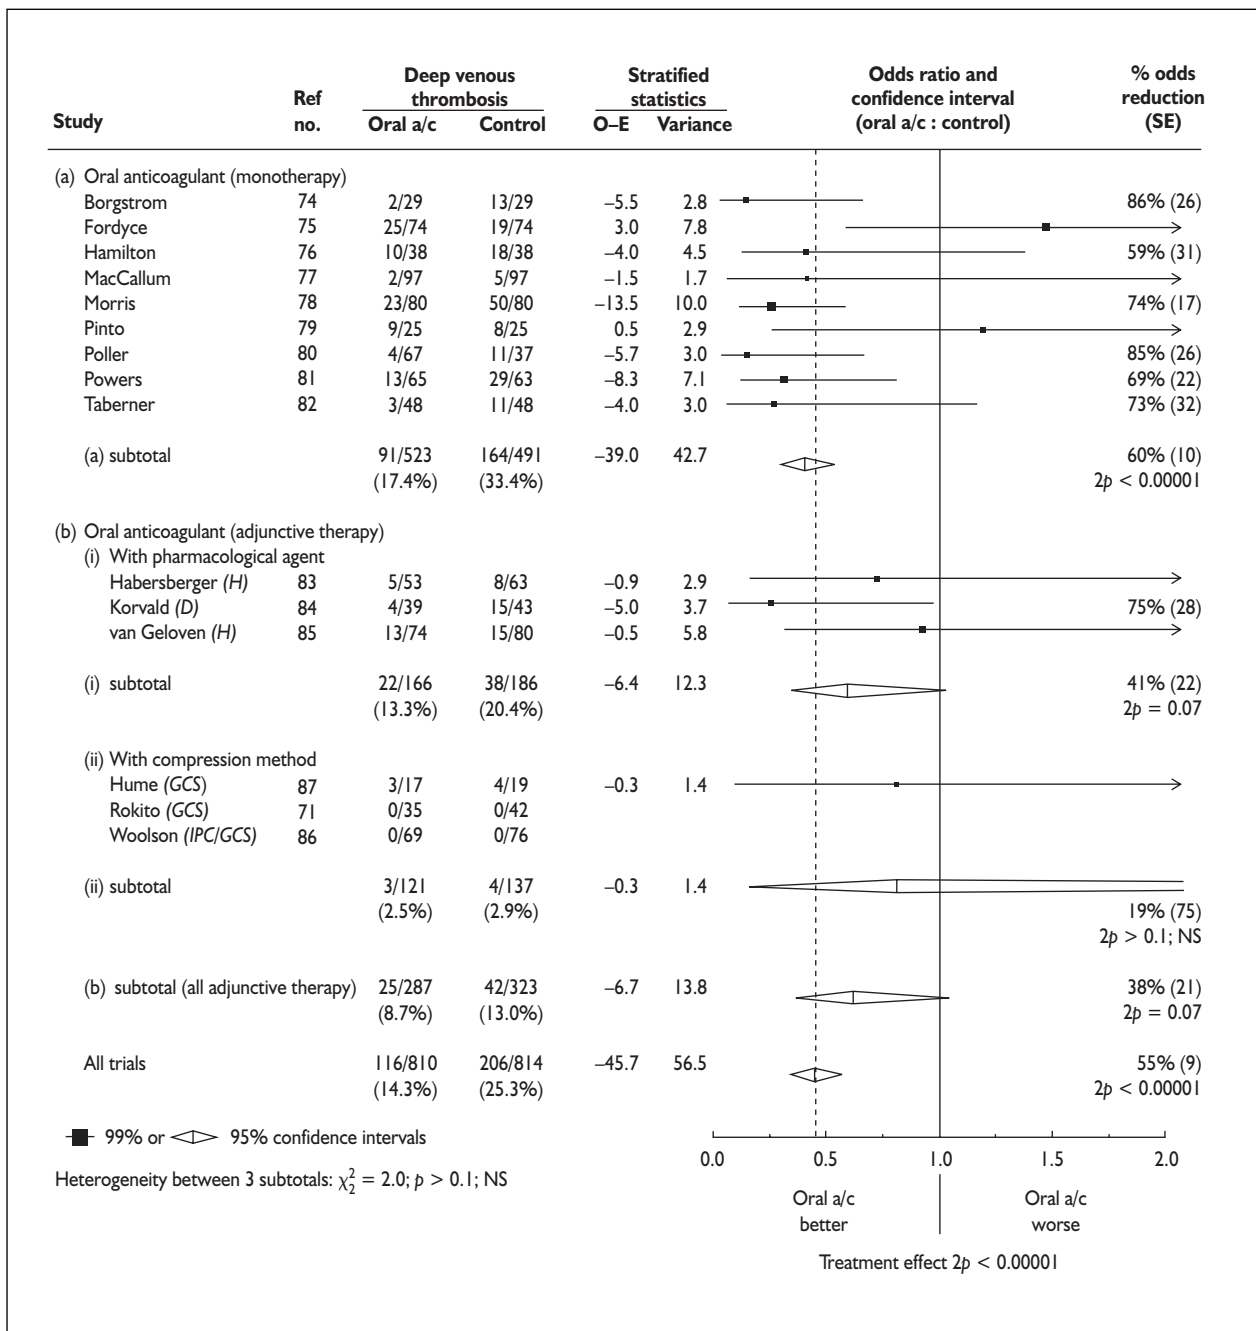 Study Ref no. Deep venous thrombosis Stratified statistics Odds ratio and confidence interval (oral a/c : control) % odds reduction (SE)
Oral a/c Control O–E Variance
(a) Oral anticoagulant (monotherapy)
Borgstrom 74 2/29 13/29 –5.5 2.8 86% (26)
Fordyce 75 25/74 19/74 3.0 7.8
Hamilton 76 10/38 18/38 –4.0 4.5 59% (31)
MacCallum 77 2/97 5/97 –1.5 1.7
Morris 78 23/80 50/80 –13.5 10.0 74% (17)
Pinto 79 9/25 8/25 0.5 2.9
Poller 80 4/67 11/37 –5.7 3.0 85% (26)
Powers 81 13/65 29/63 –8.3 7.1 69% (22)
Taberner 82 3/48 11/48 –4.0 3.0 73% (32)
(a) subtotal 91/523 164/491 –39.0 42.7 60% (10)
(17.4%) (33.4%) 2p < 0.00001
(b) Oral anticoagulant (adjunctive therapy)
(i) With pharmacological agent
Habersberger (H) 83 5/53 8/63 –0.9 2.9
Korvald (D) 84 4/39 15/43 –5.0 3.7 75% (28)
van Geloven (H) 85 13/74 15/80 –0.5 5.8
(i) subtotal 22/166 38/186 –6.4 12.3 41% (22)
(13.3%) (20.4%) 2p = 0.07
(ii) With compression method
Hume (GCS) 87 3/17 4/19 –0.3 1.4
Rokito (GCS) 71 0/35 0/42
Woolson (IPC/GCS) 86 0/69 0/76
(ii) subtotal 3/121 4/137 –0.3 1.4
(2.5%) (2.9%) 19% (75)
2p > 0.1; NS
(b) subtotal (all adjunctive therapy) 25/287 42/323 –6.7 13.8 38% (21)
(8.7%) (13.0%) 2p = 0.07
All trials 116/810 206/814 –45.7 56.5 55% (9)
(14.3%) (25.3%) 2p < 0.00001
99% or 95% confidence intervals
0.0 0.5 1.0 1.5 2.0
Heterogeneity between 3 subtotals: χ²₂ = 2.0; p > 0.1; NS
Oral a/c better Oral a/c worse
Treatment effect 2p < 0.00001